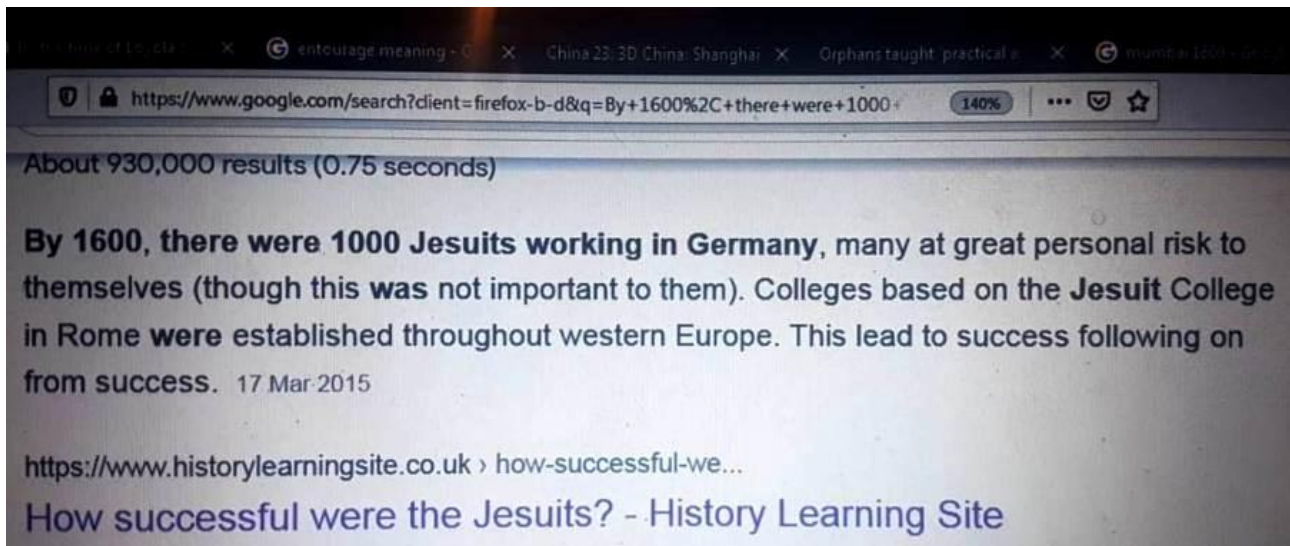 entourage meaning - G
China 23: 3D China: Shanghai
Orphans taught practical
mumbai 1600 -
https://www.google.com/search?client=firefox-b-d&q=By+1600%2C+there+were+1000+
140%
About 930,000 results (0.75 seconds)
By 1600, there were 1000 Jesuits working in Germany, many at great personal risk to
themselves (though this was not important to them). Colleges based on the Jesuit College
in Rome were established throughout western Europe. This lead to success following on
from success. 17 Mar 2015
https://www.historylearningsite.co.uk › how-successful-we...
How successful were the Jesuits? - History Learning Site